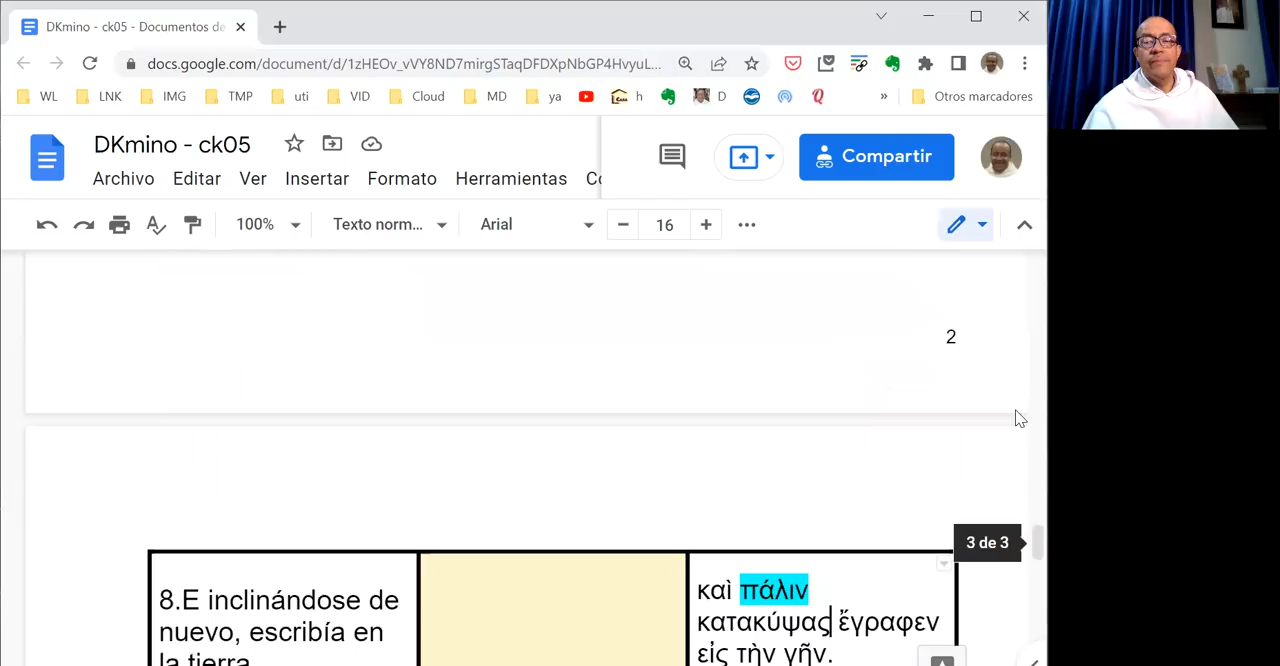 DKmino - ck05 - Documentos de
docs.google.com/document/d/1zHEOv_vVY8ND7mirgSTaqDFDXpNbGP4HvyuL...
WL LNK IMG TMP uti VID Cloud MD ya h D » Otros marcadores
DKmino - ck05
Compartir
Archivo Editar Ver Insertar Formato Herramientas
100% Texto norm... Arial 16
2
3 de 3
8.E inclinándose de
nuevo, escribía en
la tierra
καὶ πάλιν
κατακύψας ἔγραφεν
εἰς τὴν γῆν.